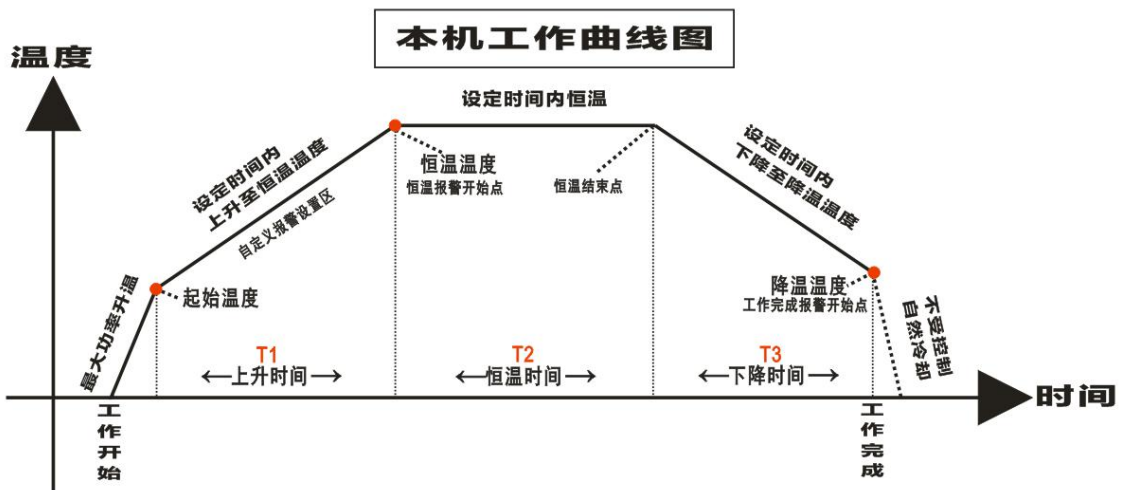 本机工作曲线图
温度
设定时间内恒温
设定时间内
上升至恒温温度
自定义报警设置区
恒温温度
恒温报警开始点
恒温结束点
设定时间内
下降至降温温度
最大功率升温
起始温度
降温温度
工作完成报警开始点
不受控制
自然冷却
T1
←上升时间→
T2
←恒温时间→
T3
←下降时间→
时间
工作开始
工作完成